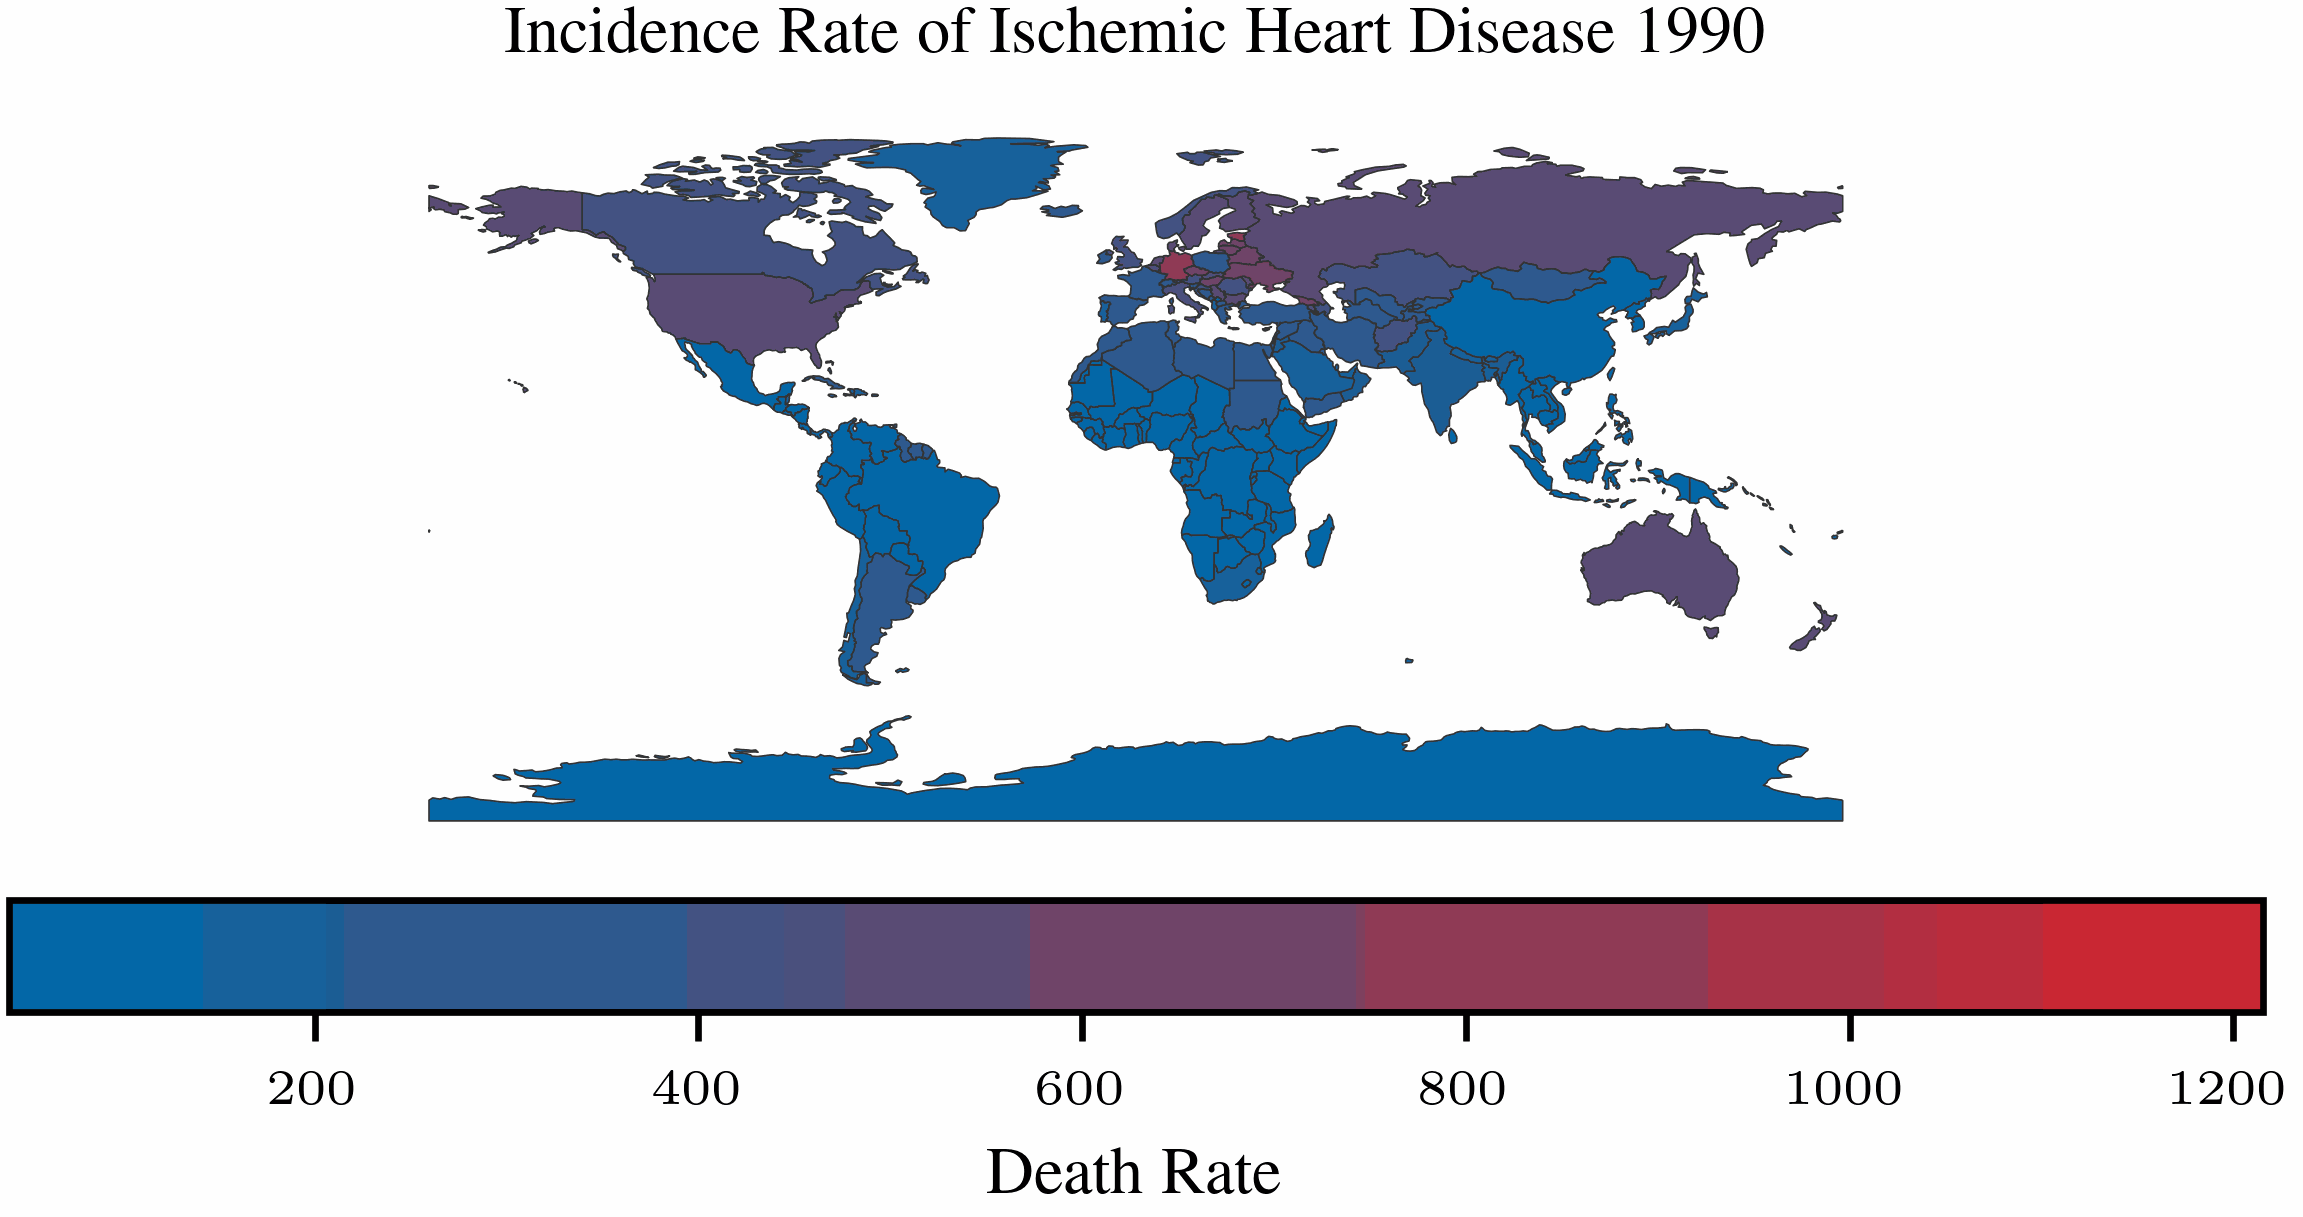 Incidence Rate of Ischemic Heart Disease 1990
200 400 600 800 1000 1200
Death Rate